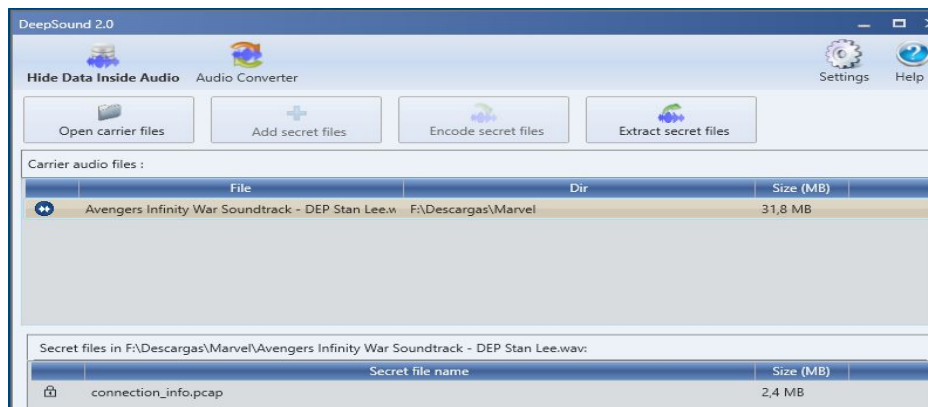 DeepSound 2.0
Hide Data Inside Audio Audio Converter Settings Help
Open carrier files Add secret files Encode secret files Extract secret files
Carrier audio files :
File Dir Size (MB)
Avengers Infinity War Soundtrack - DEP Stan Lee.w F:\Descargas\Marvel 31,8 MB
Secret files in F:\Descargas\Marvel\Avengers Infinity War Soundtrack - DEP Stan Lee.wav:
Secret file name Size (MB)
connection_info.pcap 2,4 MB